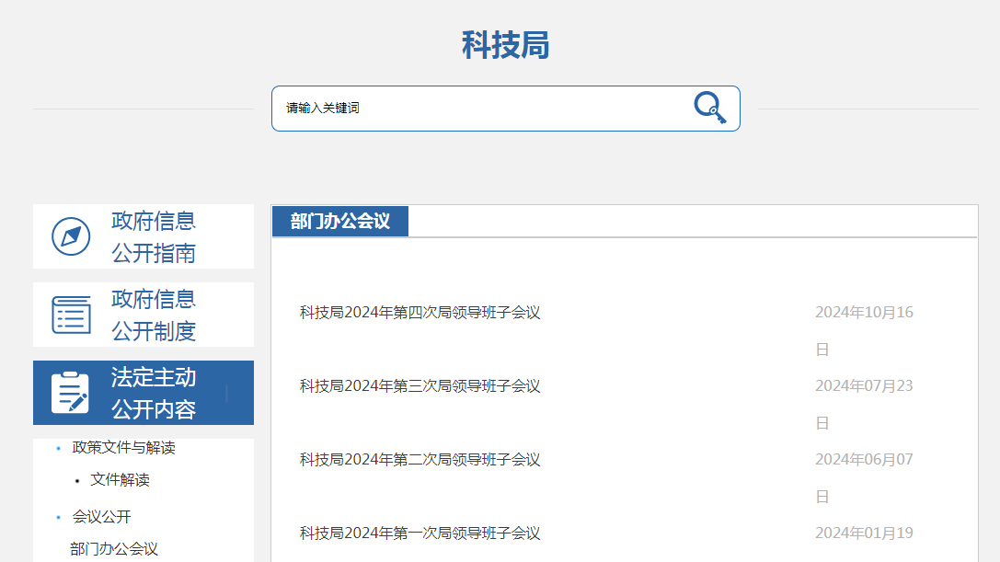 科技局
请输入关键词
政府信息
公开指南
政府信息
公开制度
法定主动
公开内容
政策文件与解读
文件解读
会议公开
部门办公会议
部门办公会议
科技局2024年第四次局领导班子会议
2024年10月16
日
科技局2024年第三次局领导班子会议
2024年07月23
日
科技局2024年第二次局领导班子会议
2024年06月07
日
科技局2024年第一次局领导班子会议
2024年01月19